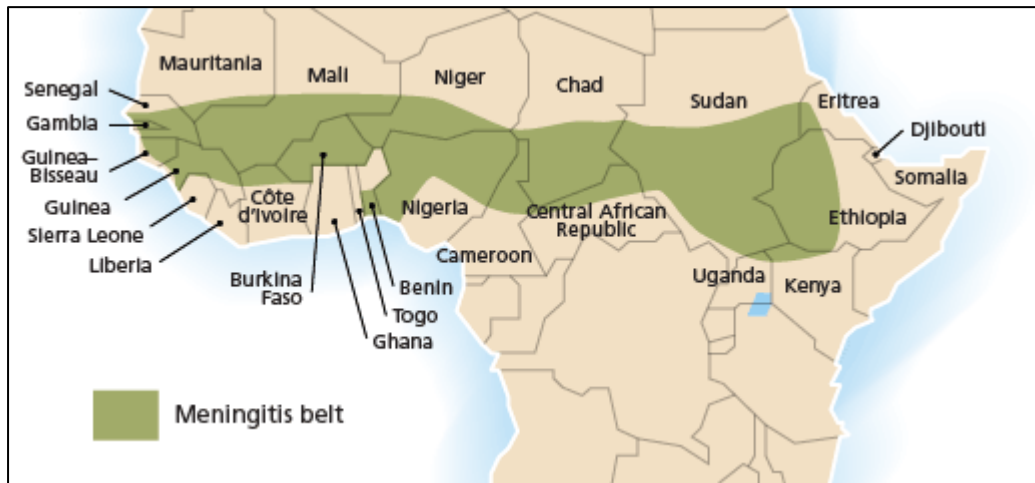 Mauritania
Mali
Niger
Chad
Sudan
Eritrea
Senegal
Gambia
Djibouti
Guinea–
Bisseau
Somalia
Guinea
Côte
d'Ivoire
Nigeria
Central African
Republic
Ethiopia
Sierra Leone
Liberia
Cameroon
Uganda
Kenya
Burkina
Faso
Benin
Togo
Ghana
Meningitis belt